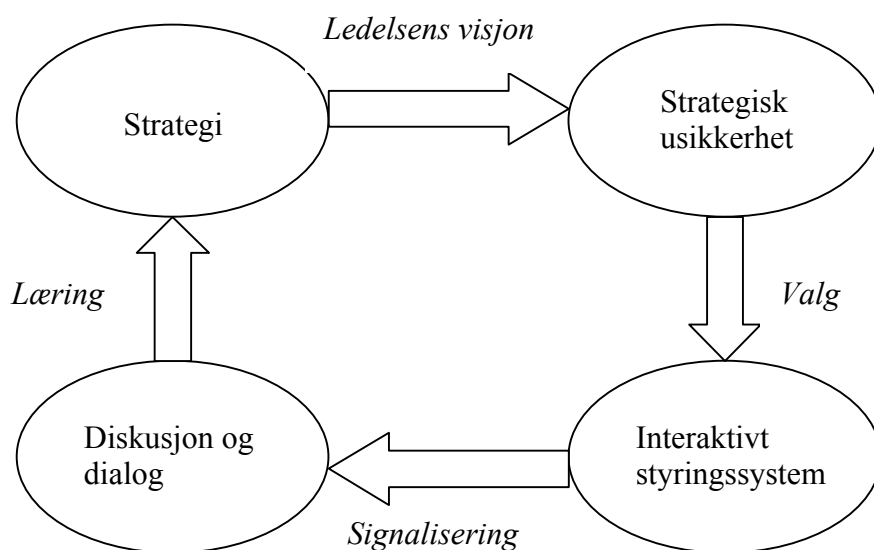 Ledelsens visjon
Strategi
Strategisk
usikkerhet
Læring
Valg
Diskusjon og
dialog
Interaktivt
styringssystem
Signalisering